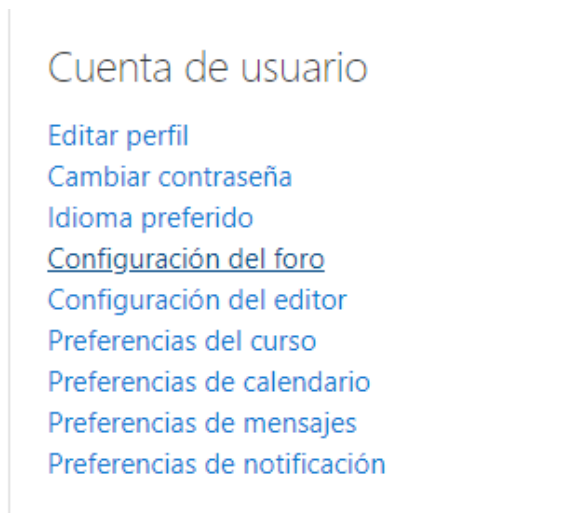 Cuenta de usuario
Editar perfil
Cambiar contraseña
Idioma preferido
Configuración del foro
Configuración del editor
Preferencias del curso
Preferencias de calendario
Preferencias de mensajes
Preferencias de notificación